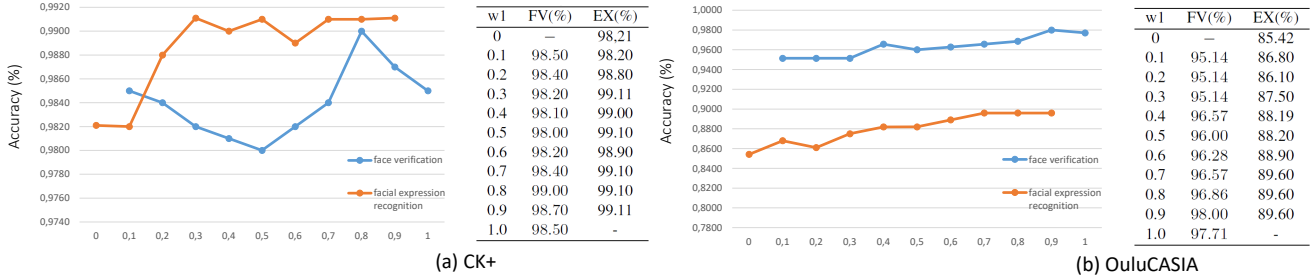 0,9920
0,9900
0,9880
0,9860
0,9840
0,9820
0,9800
0,9780
0,9760
0,9740
Accuracy (%)
0 0,1 0,2 0,3 0,4 0,5 0,6 0,7 0,8 0,9 1
face verification
facial expression
recognition
w1 FV(%) EX(%)
0 — 98,21
0.1 98.50 98.20
0.2 98.40 98.80
0.3 98.20 99.11
0.4 98.10 99.00
0.5 98.00 99.10
0.6 98.20 98.90
0.7 98.40 99.10
0.8 99.00 99.10
0.9 98.70 99.11
1.0 98.50 -
(a) CK+
1,0000
0,9800
0,9600
0,9400
0,9200
0,9000
0,8800
0,8600
0,8400
0,8200
0,8000
0,7800
Accuracy (%)
0 0,1 0,2 0,3 0,4 0,5 0,6 0,7 0,8 0,9 1
face verification
facial expression
recognition
w1 FV(%) EX(%)
0 — 85.42
0.1 95.14 86.80
0.2 95.14 86.10
0.3 95.14 87.50
0.4 96.57 88.19
0.5 96.00 88.20
0.6 96.28 88.90
0.7 96.57 89.60
0.8 96.86 89.60
0.9 98.00 89.60
1.0 97.71 -
(b) OuluCASIA